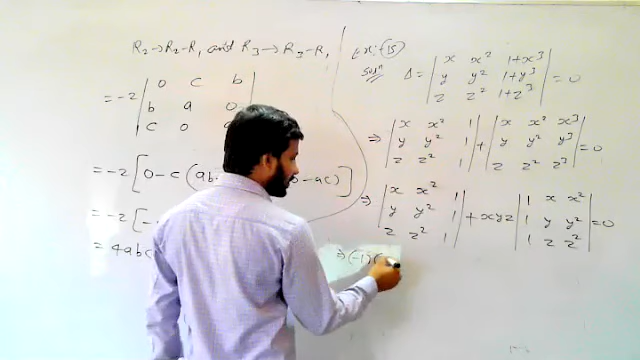 R₂→R₂-R₁ and R₃→R₃-R₁
= -2 | 0 c b |
| b a 0
| c 0
= -2 [ 0-c (ab -ac) ]
= -2 [ -
= 4abc
Ex: (15)
Solⁿ Δ = | x x² 1+x³ |
| y y² 1+y³ | = 0
| z z² 1+z³ |
⇒ | x x² 1 | + | x x² x³ |
| y y² 1 | | y y² y³ | = 0
| z z² 1 | | z z² z³ |
⇒ | x x² 1 | | 1 x x² |
| y y² 1 | + xyz | 1 y y² | = 0
| z z² 1 | | 1 z z² |
⇒ (-1)